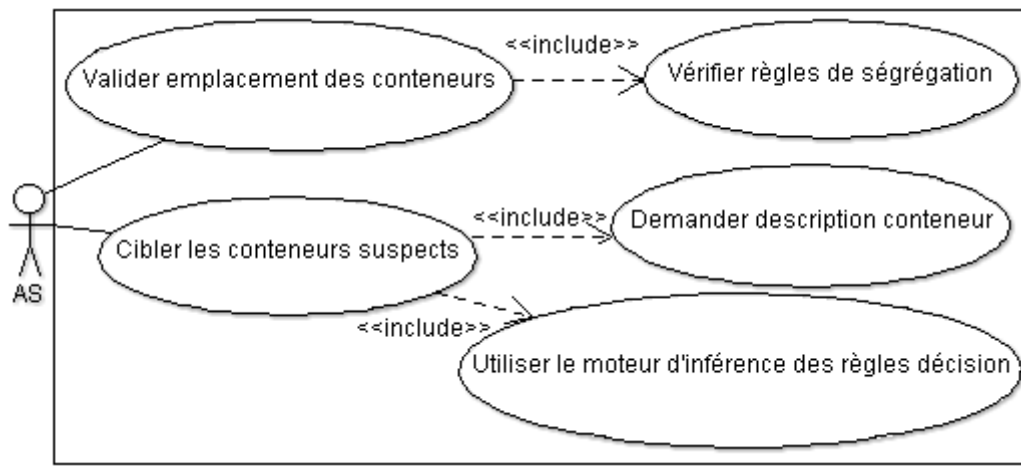 <<include>>
Valider emplacement des conteneurs
Vérifier règles de ségrégation
<<include>>
Demander description conteneur
Cibler les conteneurs suspects
AS
<<include>>
Utiliser le moteur d'inférence des règles décision